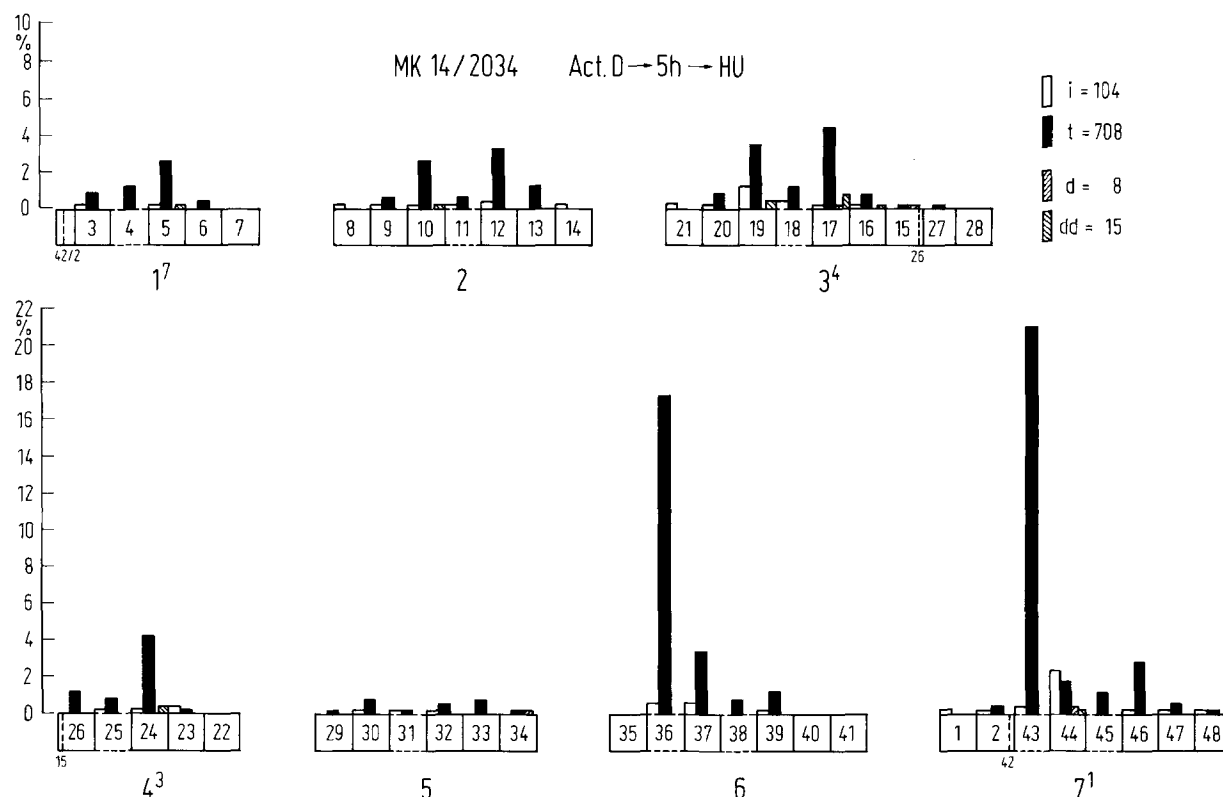 10
%
8
6
4
2
0
MK 14/2034 Act. D → 5h → HU
i = 104
t = 708
d = 8
dd = 15
3 4 5 6 7
42/2
1⁷
8 9 10 11 12 13 14
2
21 20 19 18 17 16 15 27 28
26
3⁴
22
%
20
18
16
14
12
10
8
6
4
2
0
26 25 24 23 22
15
4³
29 30 31 32 33 34
5
35 36 37 38 39 40 41
6
1 2 43 44 45 46 47 48
42
7¹